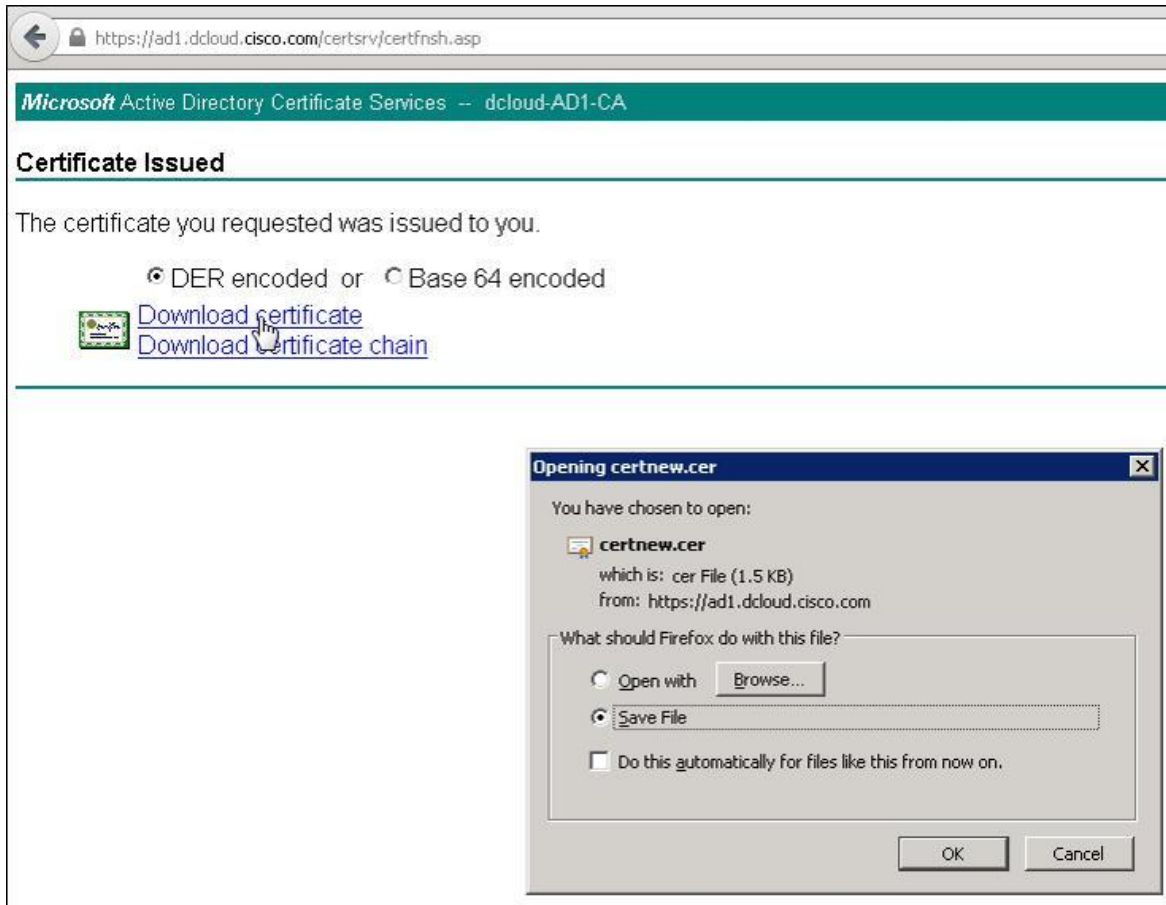 https://ad1.dcloud.cisco.com/certsrv/certfnsh.asp
Microsoft Active Directory Certificate Services -- dcloud-AD1-CA
Certificate Issued
The certificate you requested was issued to you.
DER encoded or Base 64 encoded
Download certificate
Download certificate chain
Opening certnew.cer
You have chosen to open:
certnew.cer
which is: cer File (1.5 KB)
from: https://ad1.dcloud.cisco.com
What should Firefox do with this file?
Open with Browse...
Save File
Do this automatically for files like this from now on.
OK Cancel